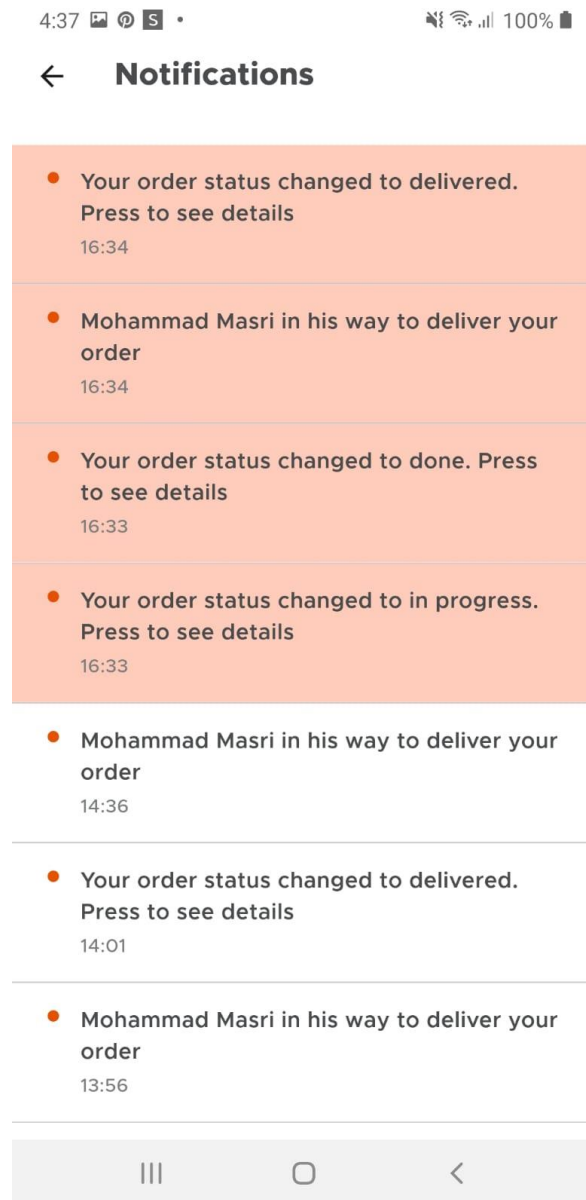 4:37 S 100%
Notifications
Your order status changed to delivered.
Press to see details
16:34
Mohammad Masri in his way to deliver your
order
16:34
Your order status changed to done. Press
to see details
16:33
Your order status changed to in progress.
Press to see details
16:33
Mohammad Masri in his way to deliver your
order
14:36
Your order status changed to delivered.
Press to see details
14:01
Mohammad Masri in his way to deliver your
order
13:56